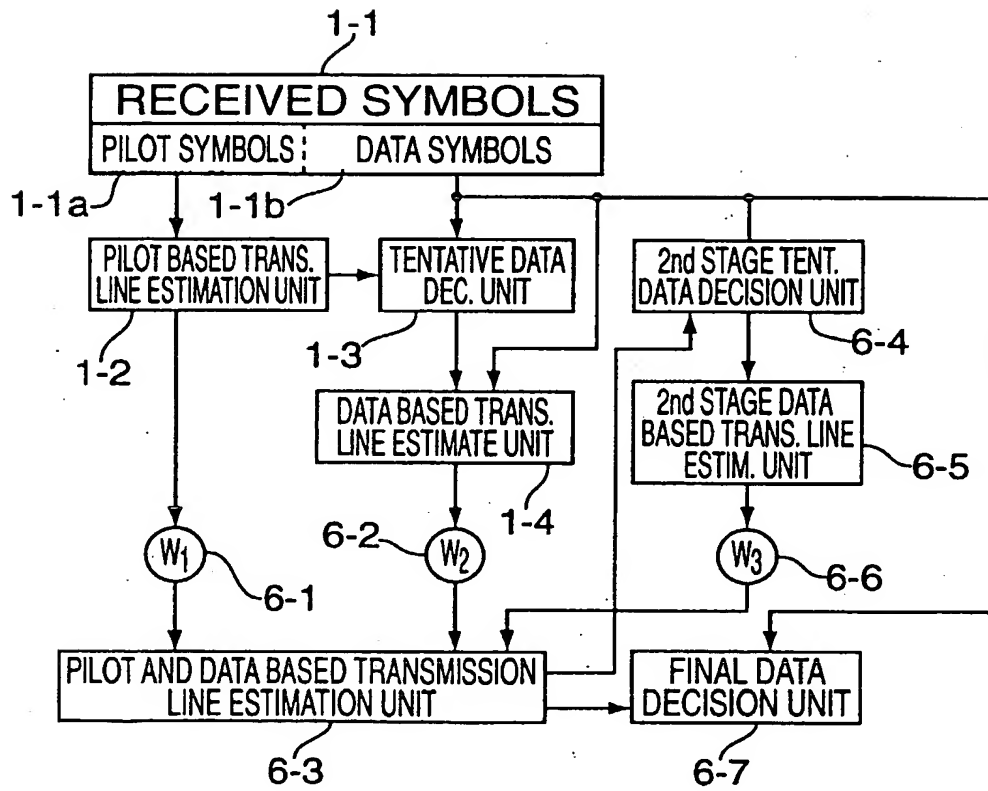 1-1
RECEIVED SYMBOLS
PILOT SYMBOLS
DATA SYMBOLS
1-1a
1-1b
PILOT BASED TRANS.
LINE ESTIMATION UNIT
TENTATIVE DATA
DEC. UNIT
2nd STAGE TENT.
DATA DECISION UNIT
1-2
1-3
6-4
DATA BASED TRANS.
LINE ESTIMATE UNIT
2nd STAGE DATA
BASED TRANS. LINE
ESTIM. UNIT
1-4
6-5
W1
6-1
6-2
W2
W3
6-6
PILOT AND DATA BASED TRANSMISSION
LINE ESTIMATION UNIT
FINAL DATA
DECISION UNIT
6-3
6-7